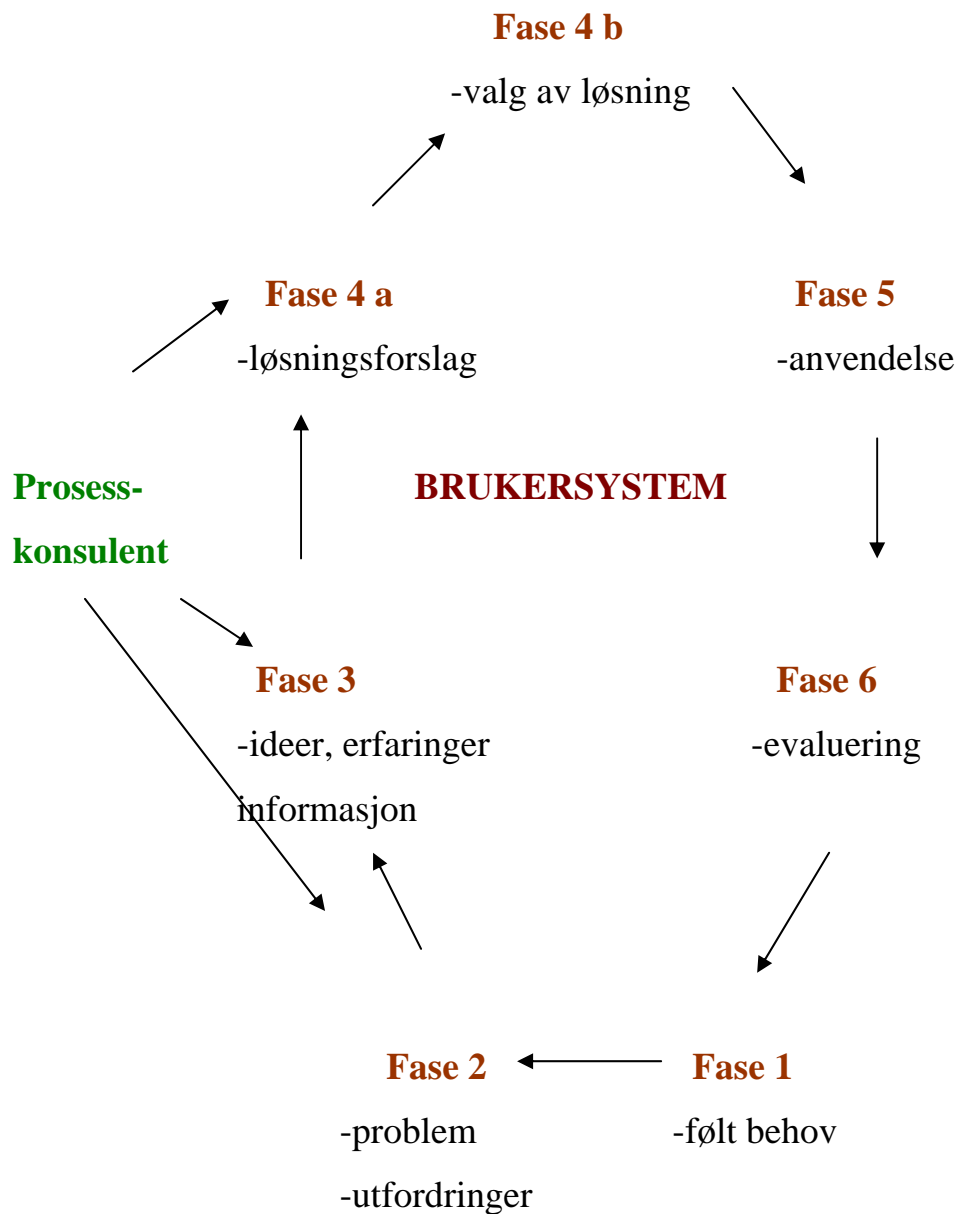 Fase 4 b
-valg av løsning
Fase 4 a
-løsningsforslag
Fase 5
-anvendelse
Prosess-
konsulent
BRUKERSYSTEM
Fase 3
-ideer, erfaringer
informasjon
Fase 6
-evaluering
Fase 2
-problem
-utfordringer
Fase 1
-følt behov